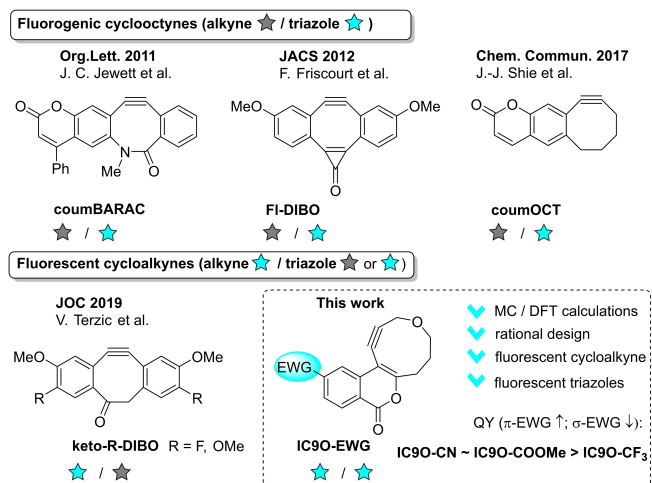 Fluorogenic cyclooctynes (alkyne / triazole )
Org.Lett. 2011
J. C. Jewett et al.
JACS 2012
F. Friscourt et al.
Chem. Commun. 2017
J.-J. Shie et al.
O
O
Ph
N
Me
O
coumBARAC
/
MeO
OMe
O
Fl-DIBO
/
O
O
coumOCT
/
Fluorescent cycloalkynes (alkyne / triazole or )
JOC 2019
V. Terzic et al.
MeO
OMe
R
R
O
keto-R-DIBO R = F, OMe
/
This work
O
EWG
O
O
IC9O-EWG
/
MC / DFT calculations
rational design
fluorescent cycloalkyne
fluorescent triazoles
QY (π-EWG ↑; σ-EWG ↓):
IC9O-CN ~ IC9O-COOMe > IC9O-CF₃